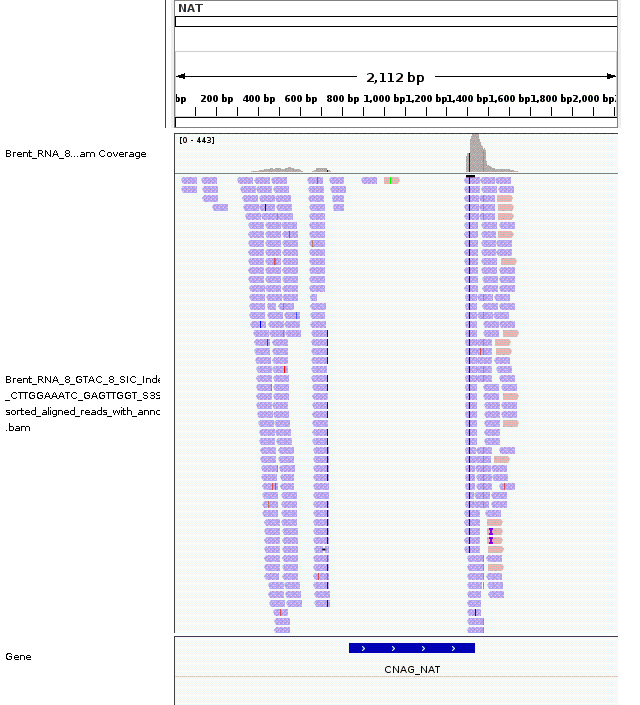 NAT
2,112 bp
bp 200 bp 400 bp 600 bp 800 bp 1,000 bp 1,200 bp 1,400 bp 1,600 bp 1,800 bp 2,000 bp
[0 - 443]
Brent_RNA_8...am Coverage
Brent_RNA_8_GTAC_8_SIC_Inde
_CTTGGAAATC_GAGTTGGT_S3S
sorted_aligned_reads_with_annc
.bam
Gene
CNAG_NAT